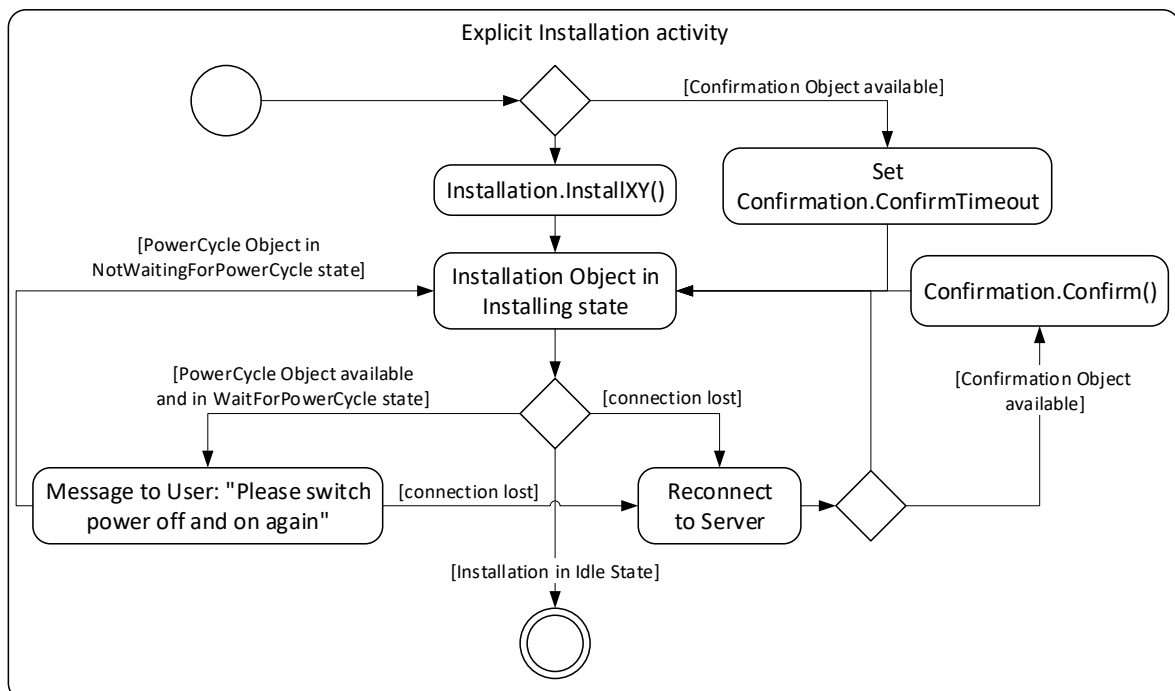 Explicit Installation activity
[Confirmation Object available]
Installation.InstallXY()
Set
Confirmation.ConfirmTimeout
[PowerCycle Object in
NotWaitingForPowerCycle state]
Installation Object in
Installing state
Confirmation.Confirm()
[PowerCycle Object available
and in WaitForPowerCycle state]
[connection lost]
[Confirmation Object
available]
Message to User: "Please switch
power off and on again"
[connection lost]
Reconnect
to Server
[Installation in Idle State]